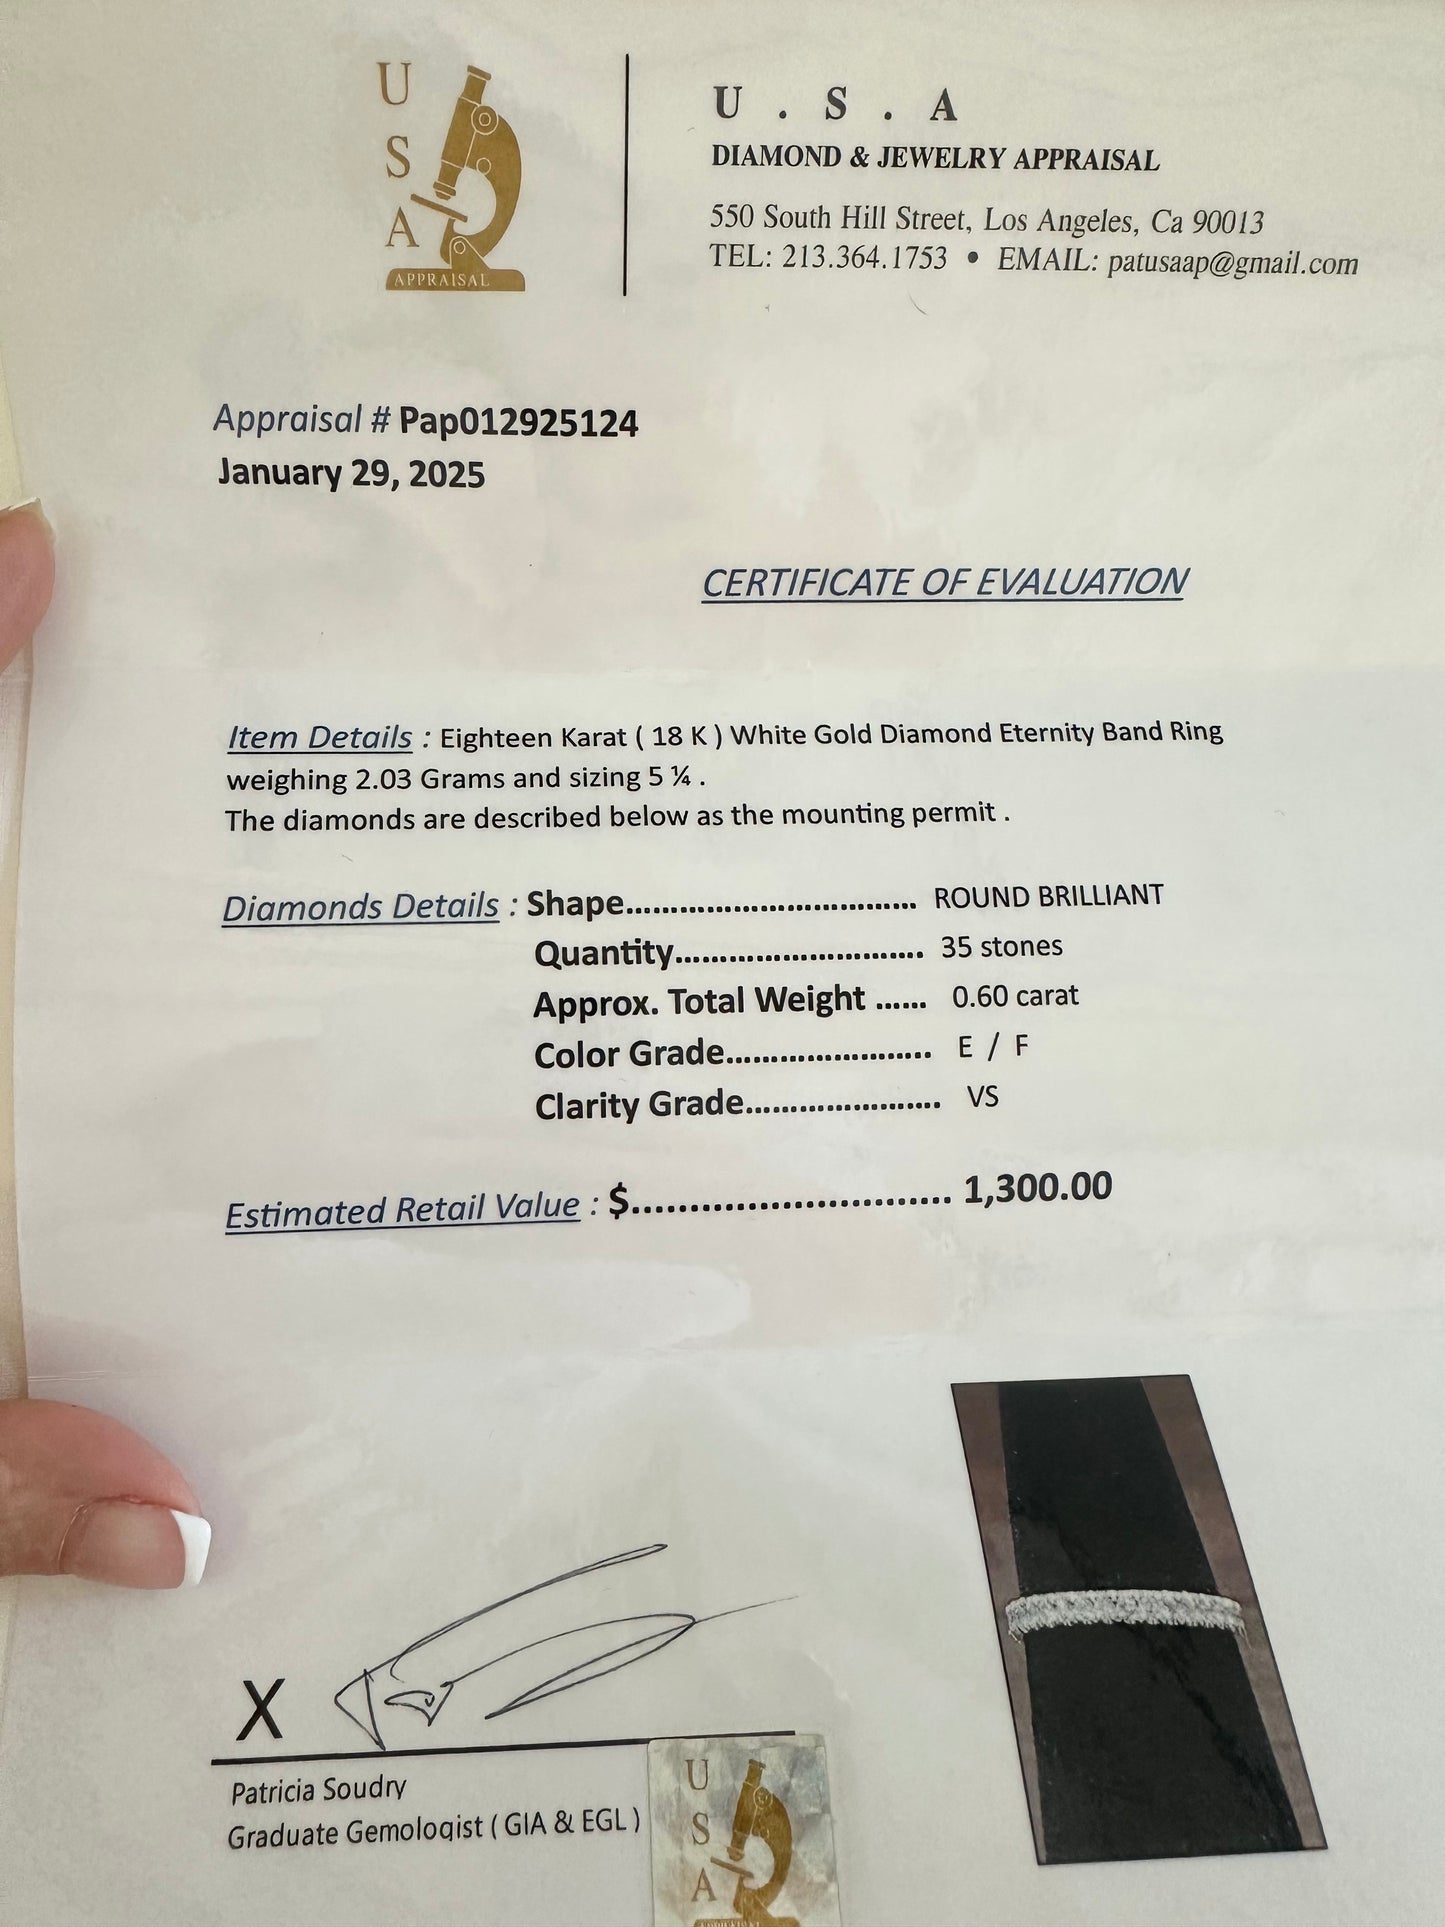 U
S
A
APPRAISAL
U . S . A
DIAMOND & JEWELRY APPRAISAL
550 South Hill Street, Los Angeles, Ca 90013
TEL: 213.364.1753 • EMAIL: patusaap@gmail.com
Appraisal # Pap012925124
January 29, 2025
CERTIFICATE OF EVALUATION
Item Details : Eighteen Karat ( 18 K ) White Gold Diamond Eternity Band Ring
weighing 2.03 Grams and sizing 5 ¼ .
The diamonds are described below as the mounting permit .
Diamonds Details : Shape................................ ROUND BRILLIANT
Quantity............................ 35 stones
Approx. Total Weight ...... 0.60 carat
Color Grade....................... E / F
Clarity Grade...................... VS
Estimated Retail Value : $............................ 1,300.00
X
Patricia Soudry
Graduate Gemologist ( GIA & EGL )
U
S
A